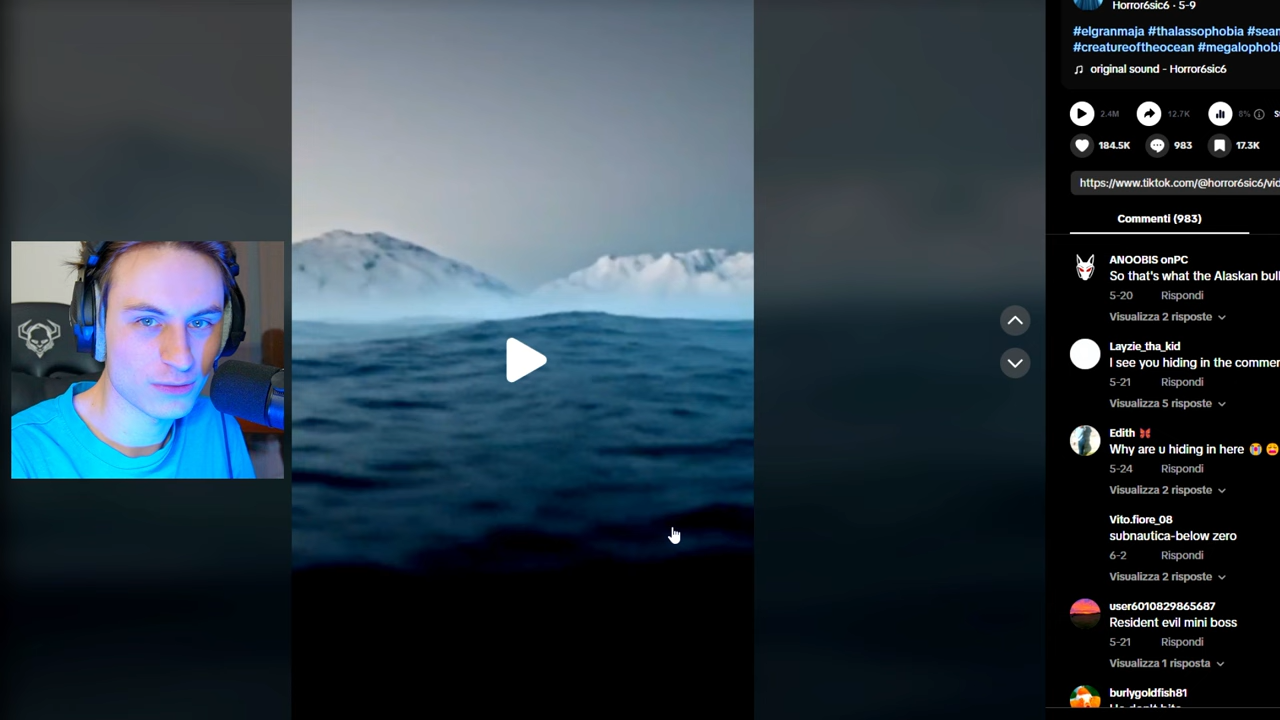 Horror6sic6 · 5-9
#elgranmaja #thalassophobia
#creatureoftheocean
original sound - Horror6sic6
2.4M 12.7K 8%
184.5K 983 17.3K
https://www.tiktok.com/@horror6sic6/vid
Commenti (983)
ANOOBIS onPC
So that's what the Alaskan
5-20 Rispondi
Visualizza 2 risposte
Layzie_tha_kid
I see you hiding in the
5-21 Rispondi
Visualizza 5 risposte
Edith
Why are u hiding in here 😭😩
5-24 Rispondi
Visualizza 2 risposte
Vito.fiore_08
subnautica-below zero
6-2 Rispondi
Visualizza 2 risposte
user6010829865687
Resident evil mini boss
5-21 Rispondi
Visualizza 1 risposta
burlygoldfish81